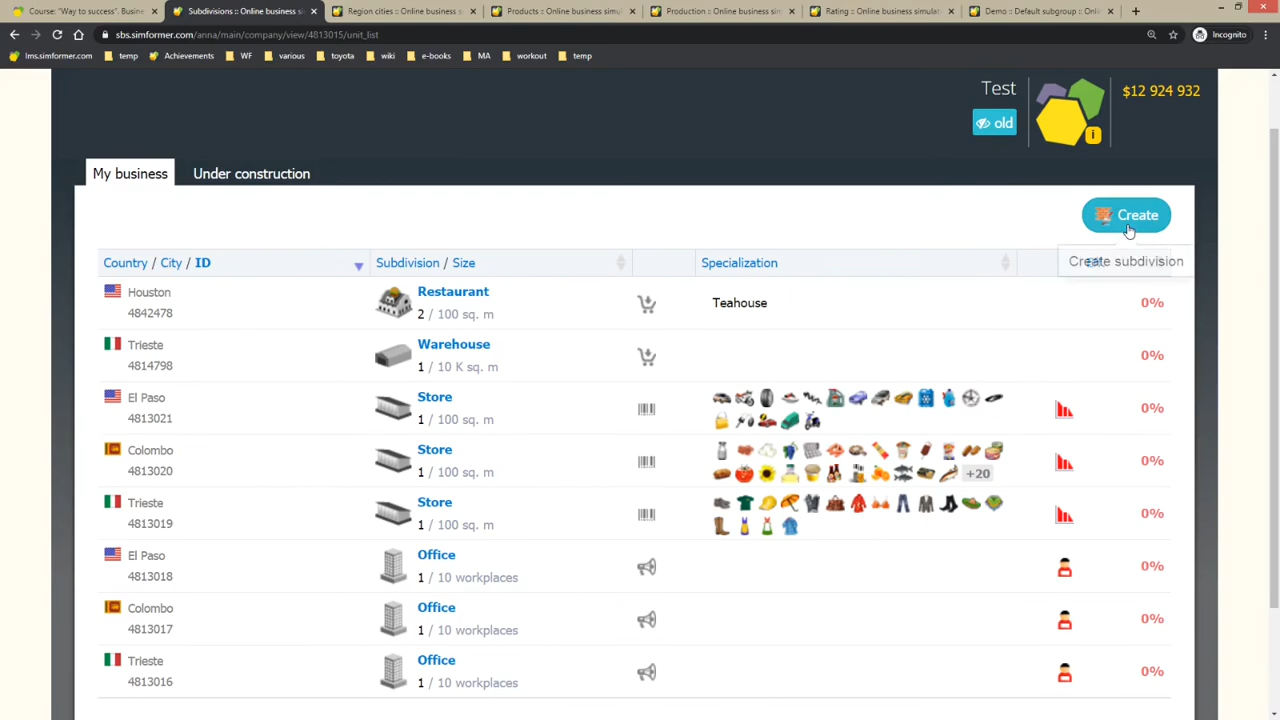 Course: "Way to success". Busine
Subdivisions :: Online business si
Region cities :: Online business s
Products :: Online business simul
Production :: Online business sim
Rating :: Online business simulat
Demo :: Default subgroup :: Onlin
sbs.simformer.com/anna/main/company/view/4813015/unit_list
Incognito
lms.simformer.com
temp
Achievements
WF
various
toyota
wiki
e-books
MA
workout
temp
Test
$12 924 932
old
i
My business
Under construction
Create
Create subdivision
Country / City / ID
Subdivision / Size
Specialization
Houston
4842478
Restaurant
2 / 100 sq. m
Teahouse
0%
Trieste
4814798
Warehouse
1 / 10 K sq. m
0%
El Paso
4813021
Store
1 / 100 sq. m
0%
Colombo
4813020
Store
1 / 100 sq. m
+20
0%
Trieste
4813019
Store
1 / 100 sq. m
0%
El Paso
4813018
Office
1 / 10 workplaces
0%
Colombo
4813017
Office
1 / 10 workplaces
0%
Trieste
4813016
Office
1 / 10 workplaces
0%